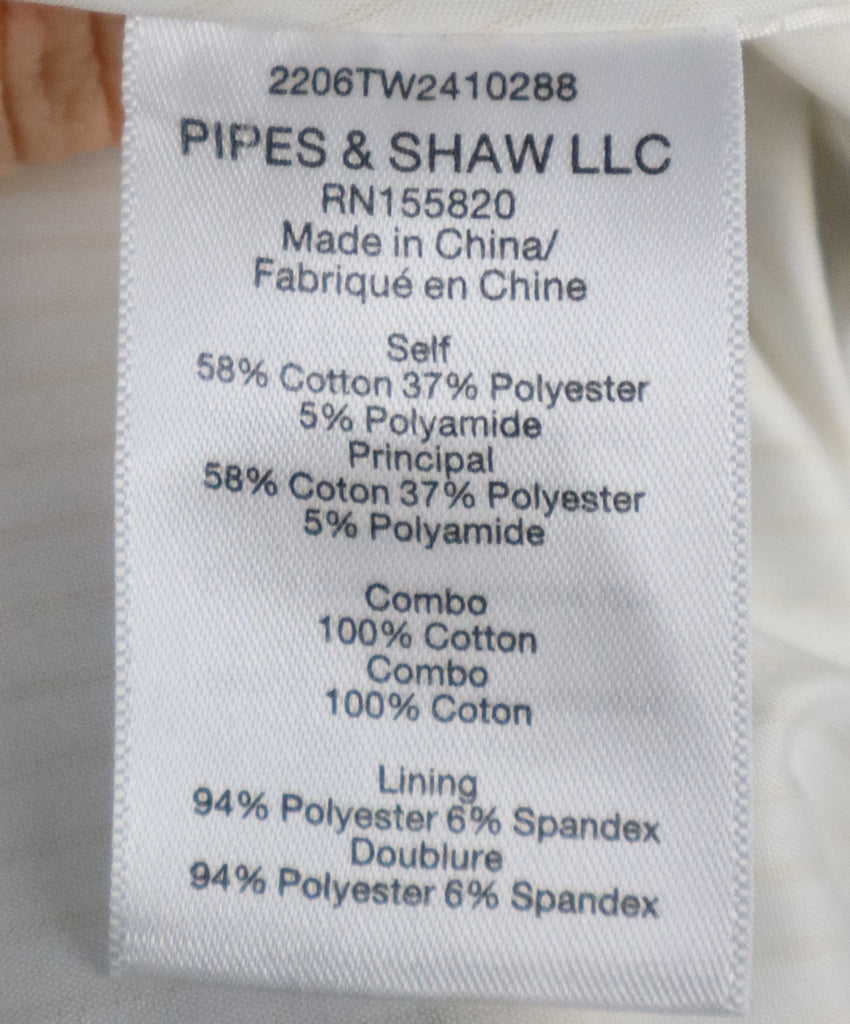 2206TW2410288
PIPES & SHAW LLC
RN155820
Made in China/
Fabriqué en Chine
Self
58% Cotton 37% Polyester
5% Polyamide
Principal
58% Coton 37% Polyester
5% Polyamide
Combo
100% Cotton
Combo
100% Coton
Lining
94% Polyester 6% Spandex
Doublure
94% Polyester 6% Spandex